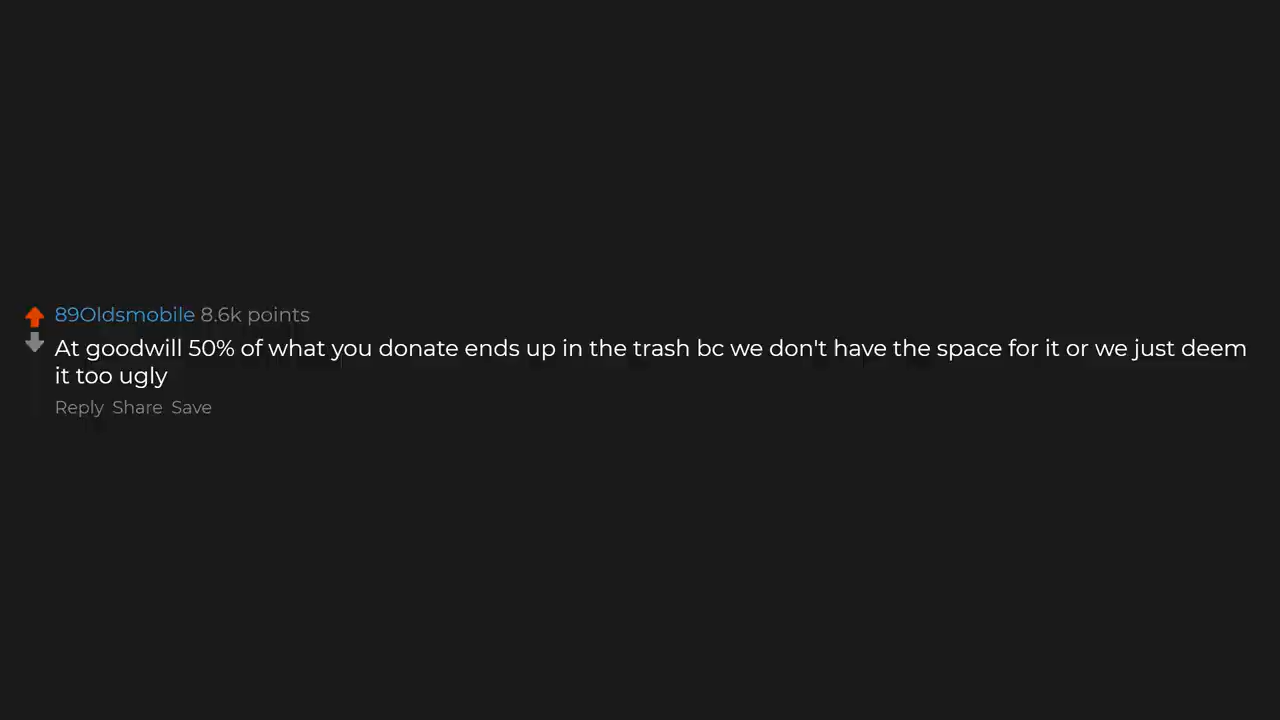 89Oldsmobile 8.6k points
At goodwill 50% of what you donate ends up in the trash bc we don't have the space for it or we just deem
it too ugly
Reply Share Save